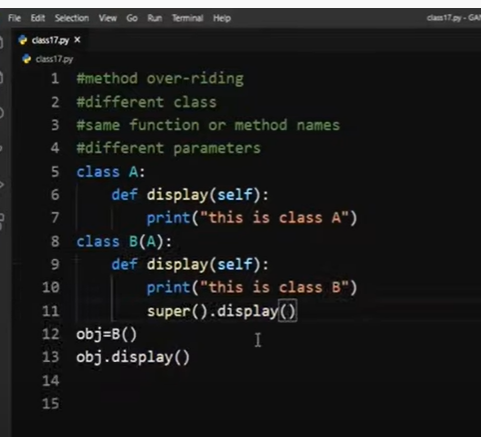 File Edit Selection View Go Run Terminal Help class17.py - GA
class17.py ×
class17.py
1 #method over-riding
2 #different class
3 #same function or method names
4 #different parameters
5 class A:
6     def display(self):
7         print("this is class A")
8 class B(A):
9     def display(self):
10         print("this is class B")
11         super().display()
12 obj=B()
13 obj.display()
14
15